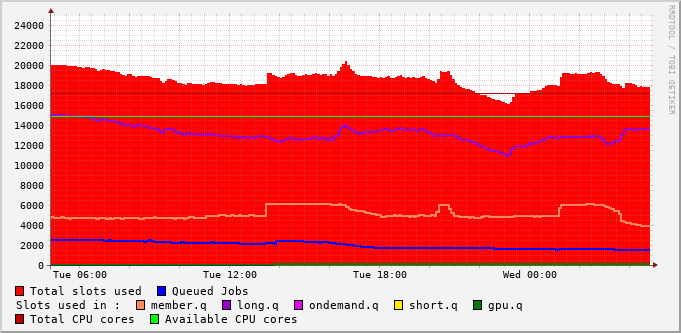 24000
22000
20000
18000
16000
14000
12000
10000
8000
6000
4000
2000
0
Tue 06:00 Tue 12:00 Tue 18:00 Wed 00:00
Total slots used Queued Jobs
Slots used in : member.q long.q ondemand.q short.q gpu.q
Total CPU cores Available CPU cores
RRDTOOL / TOBI OETIKER